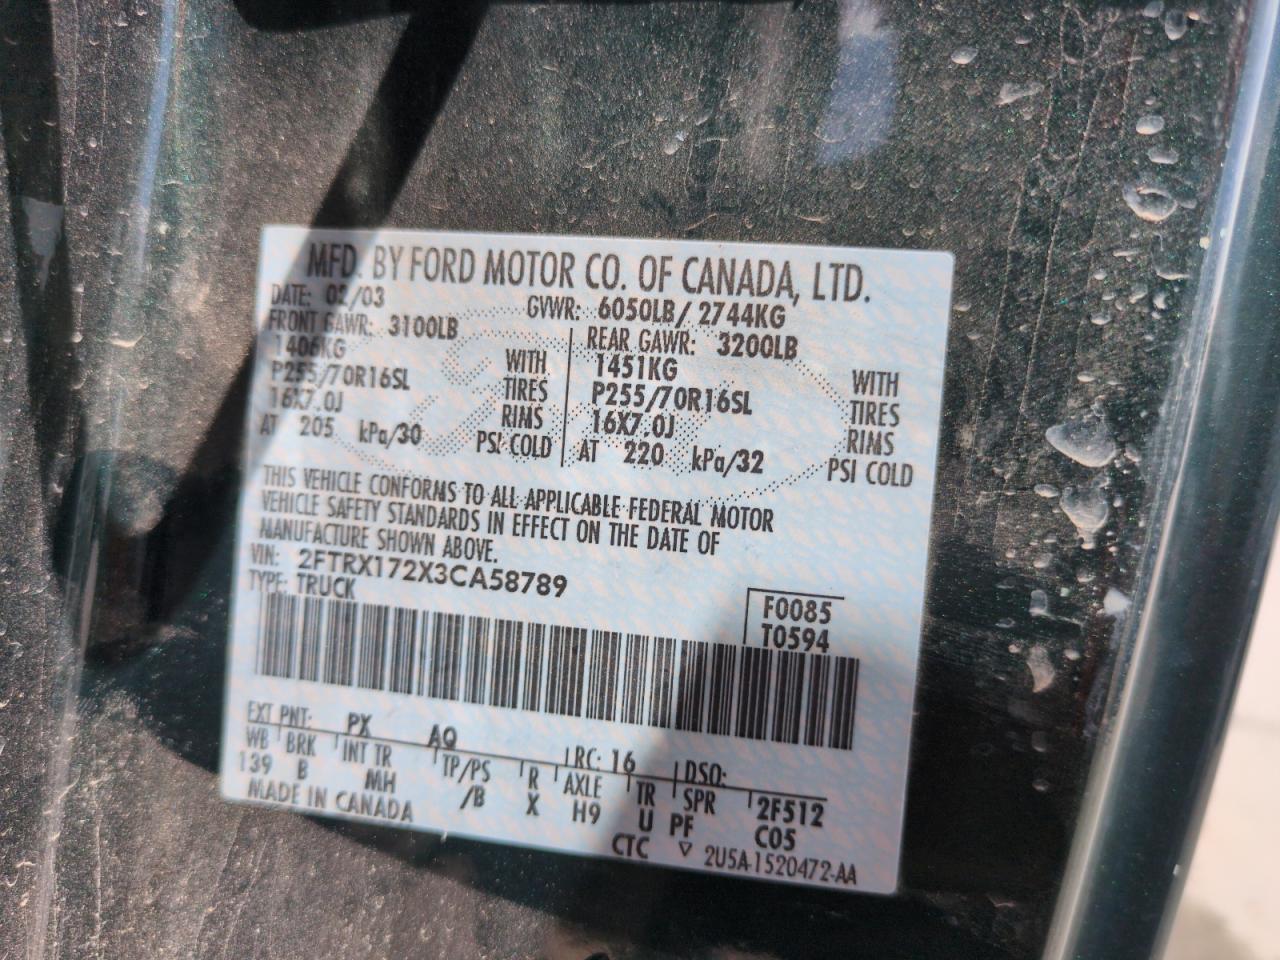 MFD. BY FORD MOTOR CO. OF CANADA, LTD.
DATE: 02/03 GVWR: 6050LB/ 2744KG
FRONT GAWR: 3100LB REAR GAWR: 3200LB
1406KG WITH 1451KG WITH
P255/70R16SL TIRES P255/70R16SL TIRES
16X7.0J RIMS 16X7.0J RIMS
AT 205 kPa/30 PSI COLD AT 220 kPa/32 PSI COLD
THIS VEHICLE CONFORMS TO ALL APPLICABLE FEDERAL MOTOR
VEHICLE SAFETY STANDARDS IN EFFECT ON THE DATE OF
MANUFACTURE SHOWN ABOVE.
VIN: 2FTRX172X3CA58789
TYPE: TRUCK
F0085
T0594
EXT PNT: PX AQ RC: 16 DSO:
WB BRK INT TR TP/PS R AXLE TR SPR 2F512
139 B MH /B X H9 U PF C05
MADE IN CANADA CTC ▽ 2U5A-1520472-AA